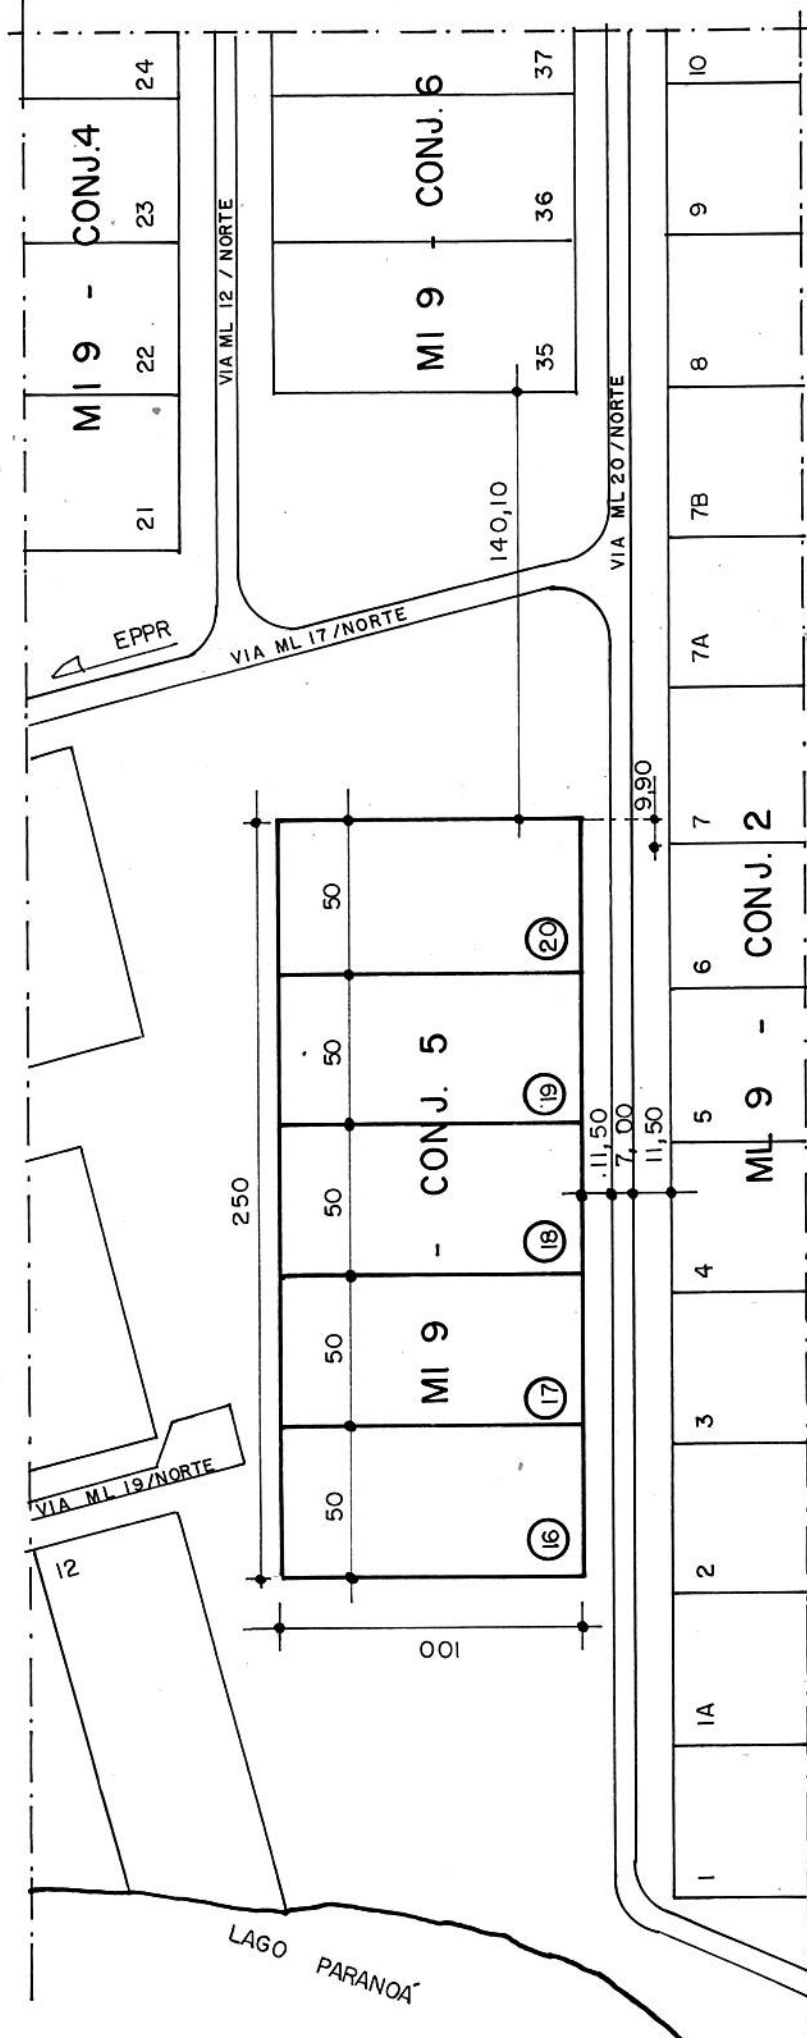 MI 9 - CONJ. 4
21
22
23
24
VIA ML 12 / NORTE
MI 9 - CONJ. 6
35
36
37
EPPR
VIA ML 17/NORTE
140,10
VIA ML 20/NORTE
9,90
250
50
50
50
50
50
MI 9 - CONJ. 5
16
17
18
19
20
100
11,50
7,00
11,50
VIA ML 19/NORTE
12
ML 9 - CONJ. 2
1
1A
2
3
4
5
6
7
7A
7B
8
9
10
LAGO PARANOÁ